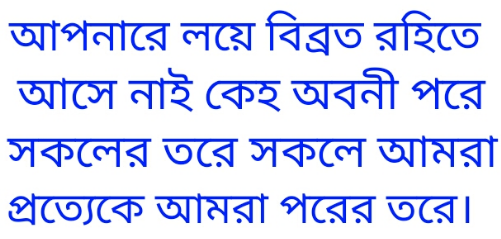 আপনারে লয়ে বিব্রত রহিতে
আসে নাই কেহ অবনী পরে
সকলের তরে সকলে আমরা
প্রত্যেকে আমরা পরের তরে।